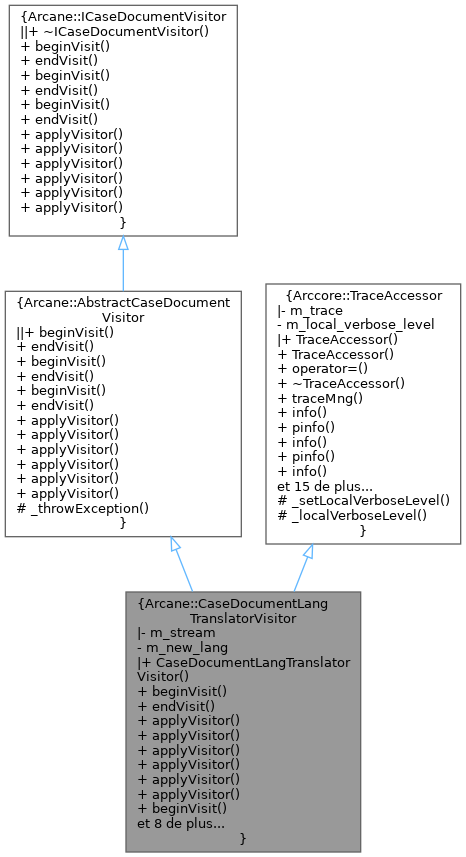 {Arcane::ICaseDocumentVisitor
||+ ~ICaseDocumentVisitor()
+ beginVisit()
+ endVisit()
+ beginVisit()
+ endVisit()
+ beginVisit()
+ endVisit()
+ applyVisitor()
+ applyVisitor()
+ applyVisitor()
+ applyVisitor()
+ applyVisitor()
+ applyVisitor()
}
{Arcane::AbstractCaseDocument
Visitor
||+ beginVisit()
+ endVisit()
+ beginVisit()
+ endVisit()
+ beginVisit()
+ endVisit()
+ applyVisitor()
+ applyVisitor()
+ applyVisitor()
+ applyVisitor()
+ applyVisitor()
+ applyVisitor()
# _throwException()
}
{Arccore::TraceAccessor
|- m_trace
- m_local_verbose_level
|+ TraceAccessor()
+ TraceAccessor()
+ operator=()
+ ~TraceAccessor()
+ traceMng()
+ info()
+ pinfo()
+ info()
+ pinfo()
+ info()
et 15 de plus...
# _setLocalVerboseLevel()
# _localVerboseLevel()
}
{Arcane::CaseDocumentLang
TranslatorVisitor
|- m_stream
- m_new_lang
|+ CaseDocumentLangTranslator
Visitor()
+ beginVisit()
+ endVisit()
+ applyVisitor()
+ applyVisitor()
+ applyVisitor()
+ applyVisitor()
+ applyVisitor()
+ applyVisitor()
+ beginVisit()
et 8 de plus...
}